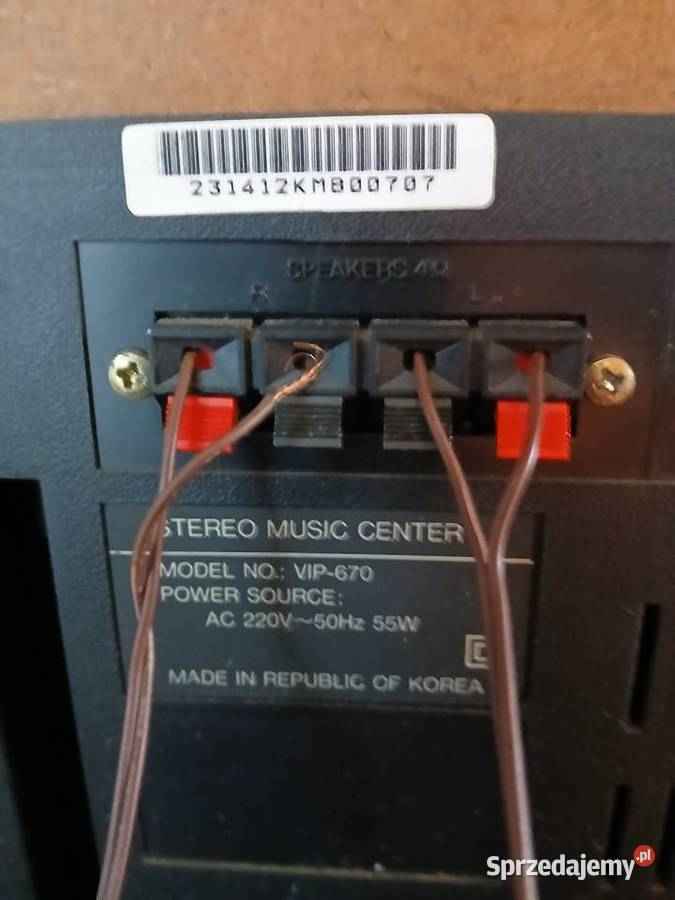 231412KMB00707
SPEAKERS 4Ω
R L
STEREO MUSIC CENTER
MODEL NO.: VIP-670
POWER SOURCE:
AC 220V~50Hz 55W
MADE IN REPUBLIC OF KOREA
Sprzedajemy.pl